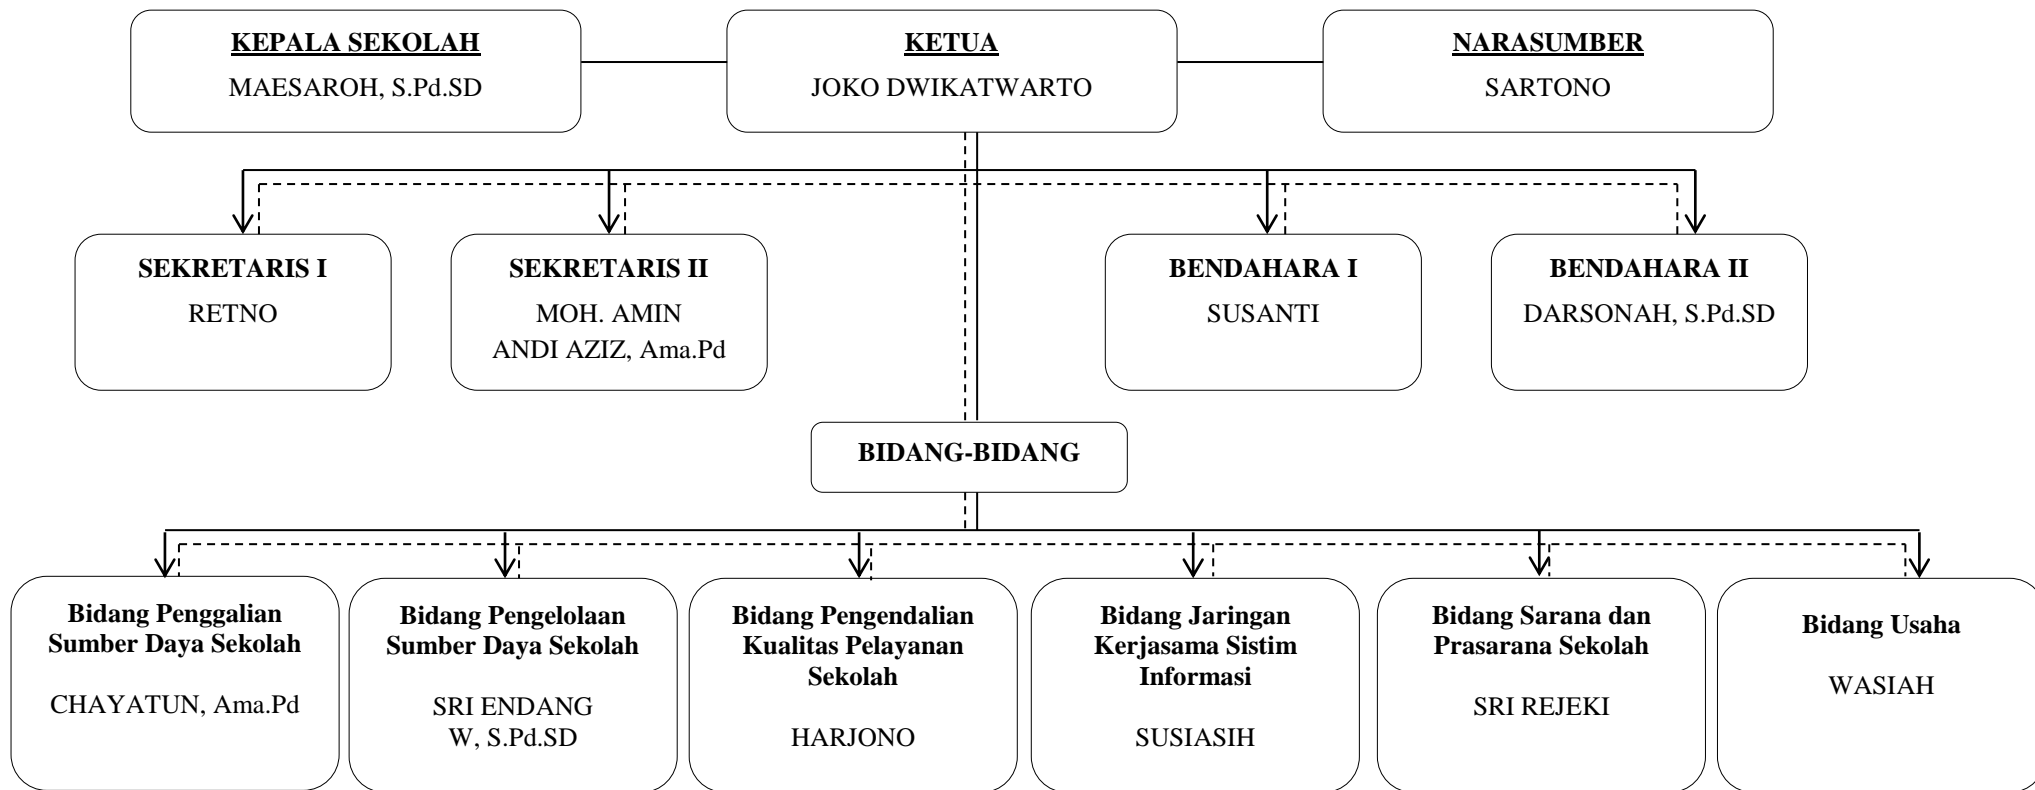 KEPALA SEKOLAH
MAESAROH, S.Pd.SD
KETUA
JOKO DWIKATWARTO
NARASUMBER
SARTONO
SEKRETARIS I
RETNO
SEKRETARIS II
MOH. AMIN
ANDI AZIZ, Ama.Pd
BENDAHARA I
SUSANTI
BENDAHARA II
DARSONAH, S.Pd.SD
BIDANG-BIDANG
Bidang Penggalian
Sumber Daya Sekolah
CHAYATUN, Ama.Pd
Bidang Pengelolaan
Sumber Daya Sekolah
SRI ENDANG
W, S.Pd.SD
Bidang Pengendalian
Kualitas Pelayanan
Sekolah
HARJONO
Bidang Jaringan
Kerjasama Sistim
Informasi
SUSIASIH
Bidang Sarana dan
Prasarana Sekolah
SRI REJEKI
Bidang Usaha
WASIAH